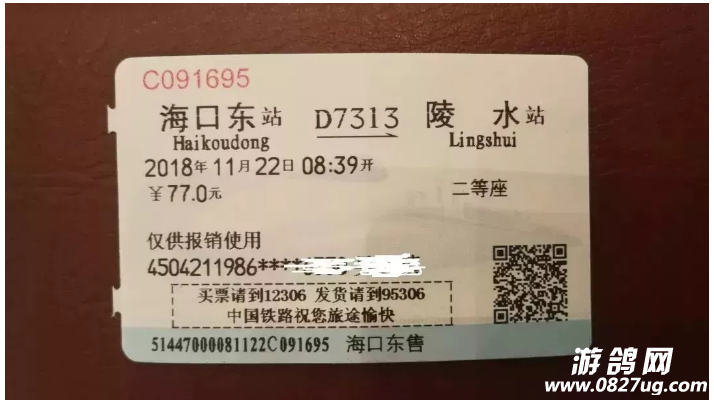 C091695
海口东站 D7313 陵水站
Haikoudong Lingshui
2018年11月22日08:39开
￥77.0元 二等座
仅供报销使用
4504211986****
买票请到12306 发货请到95306
中国铁路祝您旅途愉快
51447000081122C091695 海口东售
游鸽网
www.0827ug.com